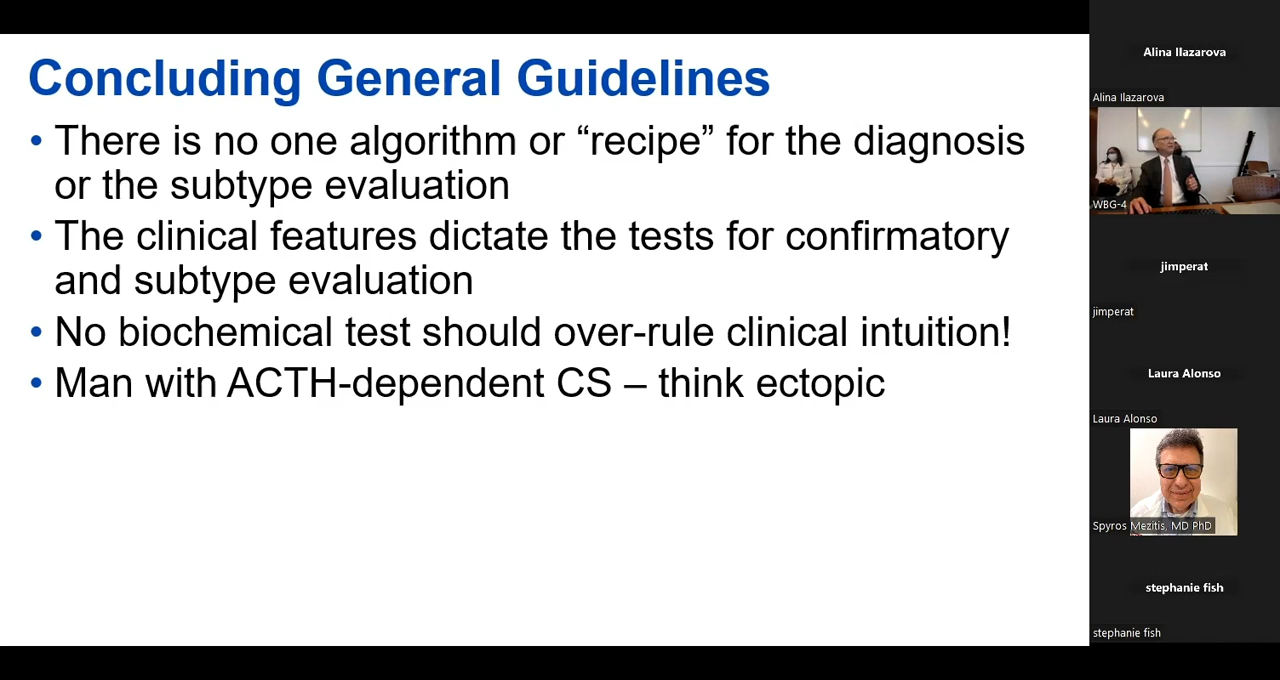 Concluding General Guidelines
• There is no one algorithm or “recipe” for the diagnosis
or the subtype evaluation
• The clinical features dictate the tests for confirmatory
and subtype evaluation
• No biochemical test should over-rule clinical intuition!
• Man with ACTH-dependent CS – think ectopic
Alina Ilazarova
Alina Ilazarova
WBG-4
jimperat
jimperat
Laura Alonso
Laura Alonso
Spyros Mezitis, MD PhD
stephanie fish
stephanie fish